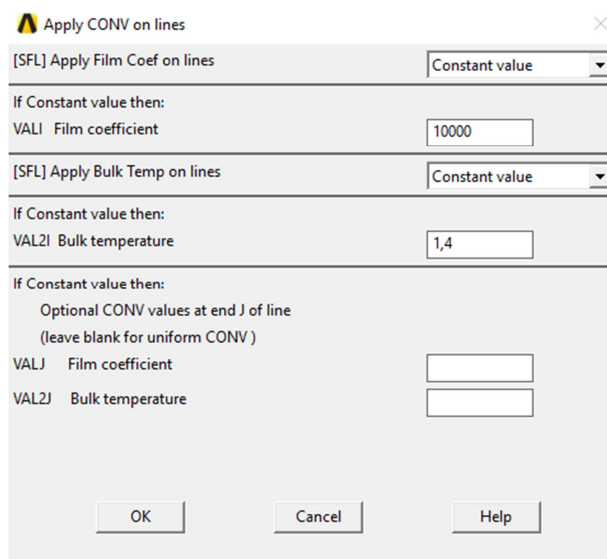 Apply CONV on lines
[SFL] Apply Film Coef on lines Constant value
If Constant value then:
VALI Film coefficient 10000
[SFL] Apply Bulk Temp on lines Constant value
If Constant value then:
VAL2I Bulk temperature 1,4
If Constant value then:
Optional CONV values at end J of line
(leave blank for uniform CONV )
VALJ Film coefficient
VAL2J Bulk temperature
OK Cancel Help